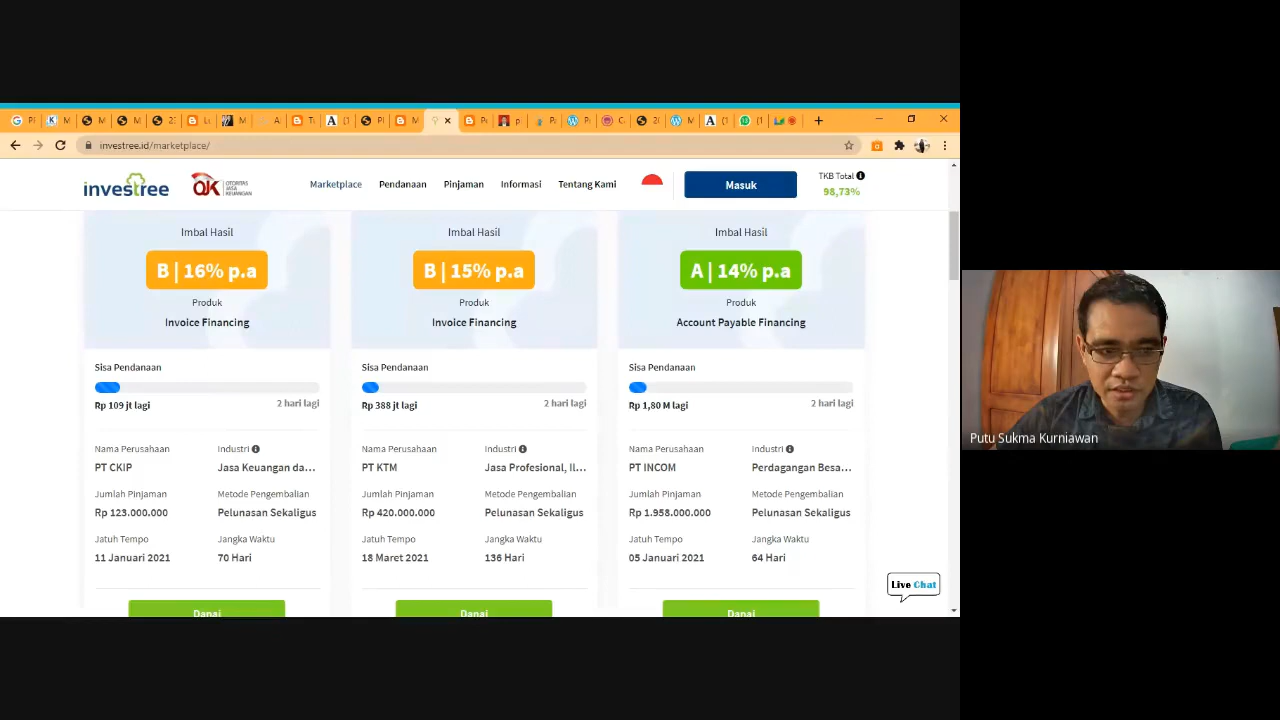 investree.id/marketplace/
investree
OTORITAS JASA KEUANGAN
Marketplace Pendanaan Pinjaman Informasi Tentang Kami
Masuk
TKB Total
98,73%
Imbal Hasil Imbal Hasil Imbal Hasil
B | 16% p.a B | 15% p.a A | 14% p.a
Produk Produk Produk
Invoice Financing Invoice Financing Account Payable Financing
Sisa Pendanaan Sisa Pendanaan Sisa Pendanaan
Rp 109 jt lagi 2 hari lagi Rp 388 jt lagi 2 hari lagi Rp 1,80 M lagi 2 hari lagi
Nama Perusahaan Industri Nama Perusahaan Industri Nama Perusahaan Industri
PT CKIP Jasa Keuangan da... PT KTM Jasa Profesional, Il... PT INCOM Perdagangan Besa...
Jumlah Pinjaman Metode Pengembalian Jumlah Pinjaman Metode Pengembalian Jumlah Pinjaman Metode Pengembalian
Rp 123.000.000 Pelunasan Sekaligus Rp 420.000.000 Pelunasan Sekaligus Rp 1.958.000.000 Pelunasan Sekaligus
Jatuh Tempo Jangka Waktu Jatuh Tempo Jangka Waktu Jatuh Tempo Jangka Waktu
11 Januari 2021 70 Hari 18 Maret 2021 136 Hari 05 Januari 2021 64 Hari
Danai Danai Danai
Live Chat
Putu Sukma Kurniawan